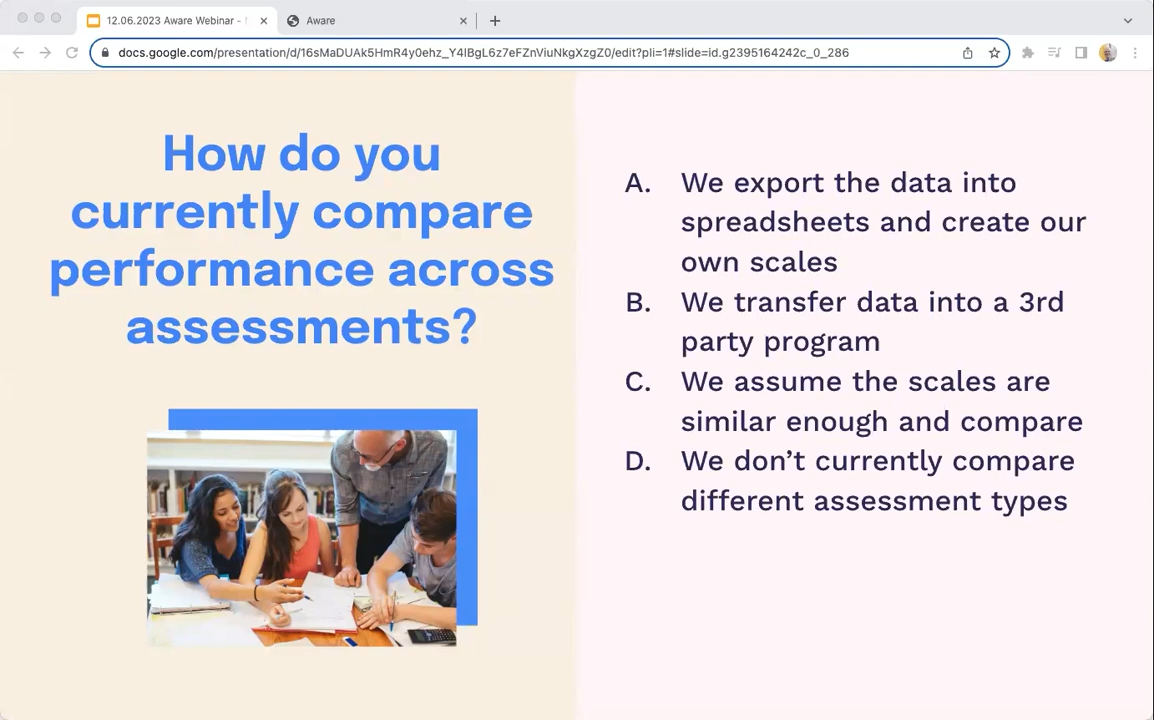 12.06.2023 Aware Webinar -
Aware
docs.google.com/presentation/d/16sMaDUAk5HmR4y0ehz_Y4lBgL6z7eFZnViuNkgXzgZ0/edit?pli=1#slide=id.g2395164242c_0_286
How do you
currently compare
performance across
assessments?
A. We export the data into
spreadsheets and create our
own scales
B. We transfer data into a 3rd
party program
C. We assume the scales are
similar enough and compare
D. We don’t currently compare
different assessment types